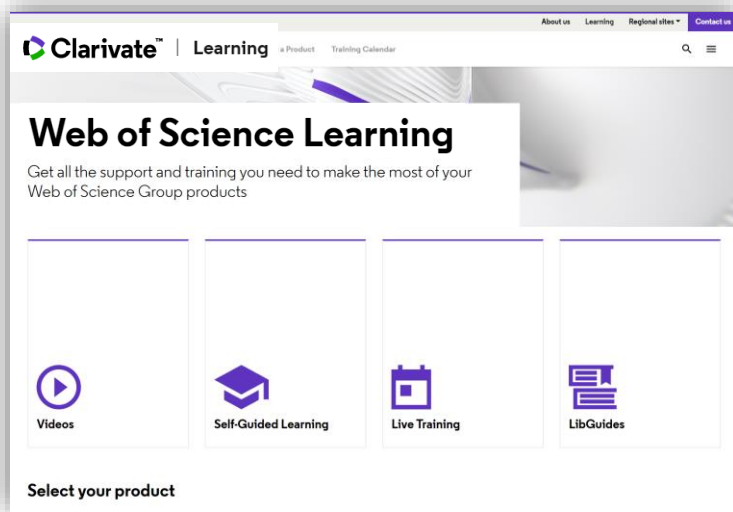 About us Learning Regional sites Contact us
Clarivate™ | Learning a Product Training Calendar
Web of Science Learning
Get all the support and training you need to make the most of your
Web of Science Group products
Videos Self-Guided Learning Live Training LibGuides
Select your product